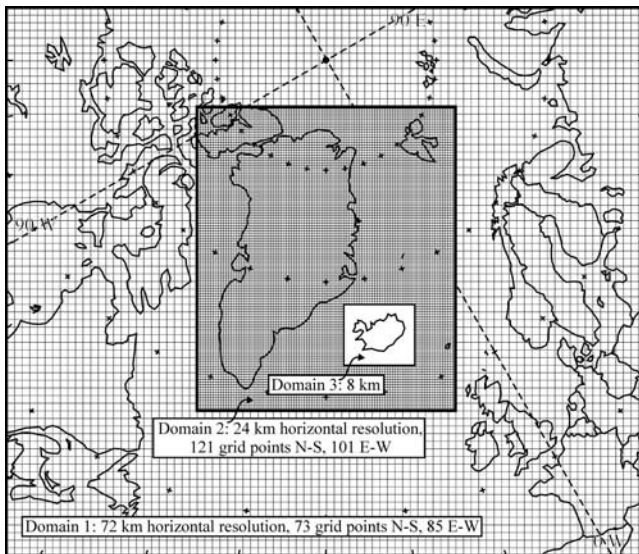 90 E
90 W
Domain 3: 8 km
Domain 2: 24 km horizontal resolution,
121 grid points N-S, 101 E-W
Domain 1: 72 km horizontal resolution, 73 grid points N-S, 85 E-W
0 W